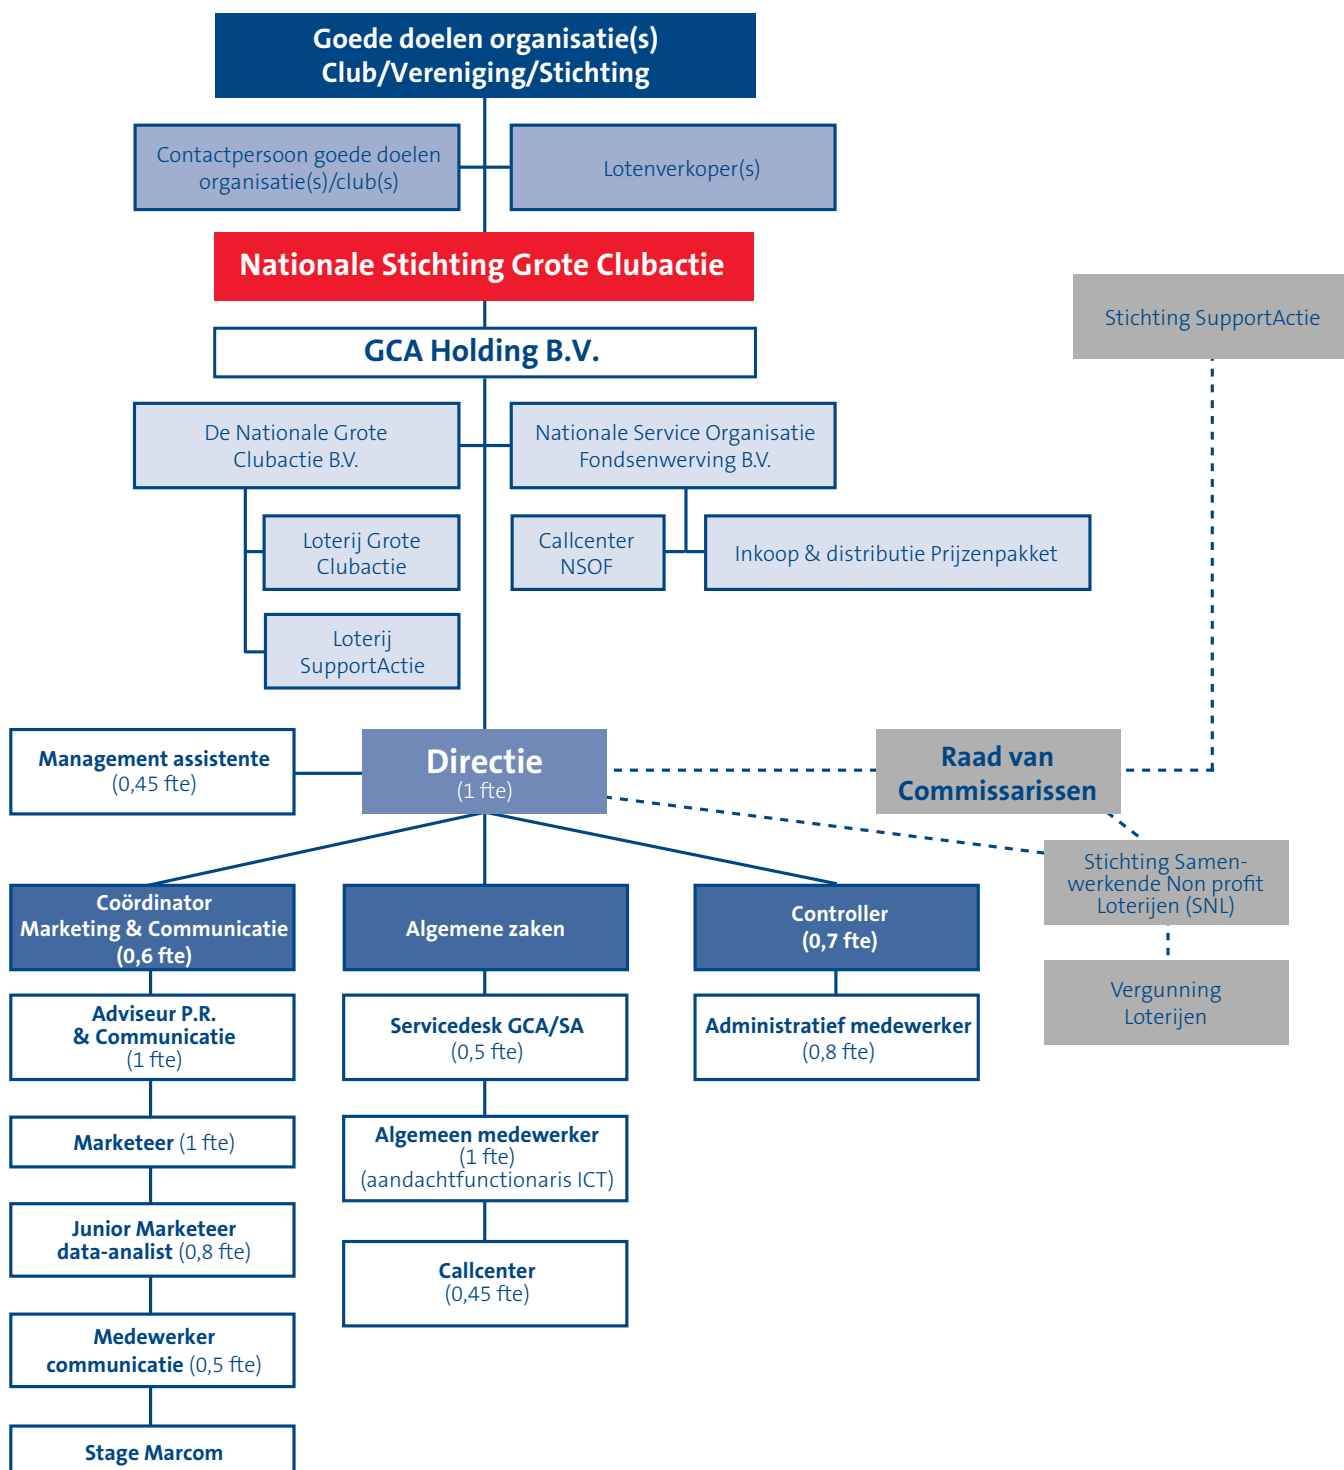 Goede doelen organisatie(s)
Club/Vereniging/Stichting
Contactpersoon goede doelen
organisatie(s)/club(s)
Lotenverkoper(s)
Nationale Stichting Grote Clubactie
Stichting SupportActie
GCA Holding B.V.
De Nationale Grote
Clubactie B.V.
Nationale Service Organisatie
Fondsenwerving B.V.
Loterij Grote
Clubactie
Callcenter
NSOF
Inkoop & distributie Prijzenpakket
Loterij
SupportActie
Management assistente
(0,45 fte)
Directie
(1 fte)
Raad van
Commissarissen
Stichting Samen-
werkende Non profit
Loterijen (SNL)
Vergunning
Loterijen
Coördinator
Marketing & Communicatie
(0,6 fte)
Algemene zaken
Controller
(0,7 fte)
Adviseur P.R.
& Communicatie
(1 fte)
Servicedesk GCA/SA
(0,5 fte)
Administratief medewerker
(0,8 fte)
Marketeer (1 fte)
Algemeen medewerker
(1 fte)
(aandachtfunctionaris ICT)
Junior Marketeer
data-analist (0,8 fte)
Callcenter
(0,45 fte)
Medewerker
communicatie (0,5 fte)
Stage Marcom